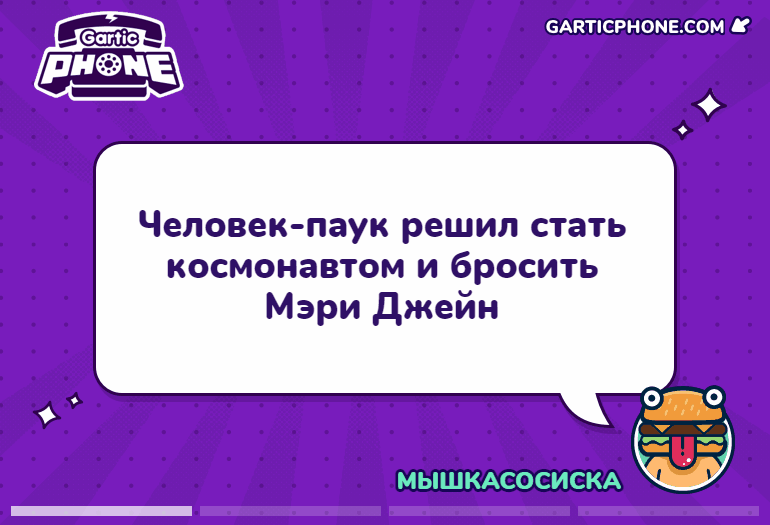 Gartic
PHONE
GARTICPHONE.COM
Человек-паук решил стать
космонавтом и бросить
Мэри Джейн
МЫШКАСОСИСКА